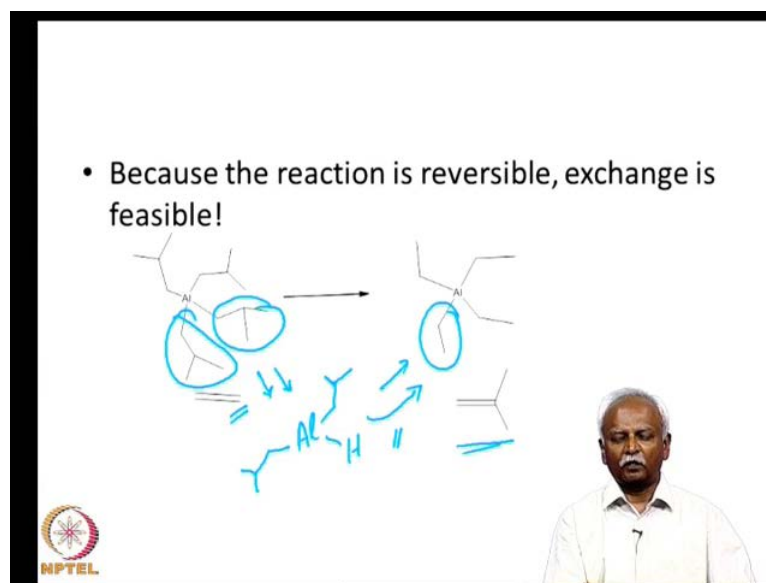 • Because the reaction is reversible, exchange is
feasible!
Al
Al
Al
H
NPTEL